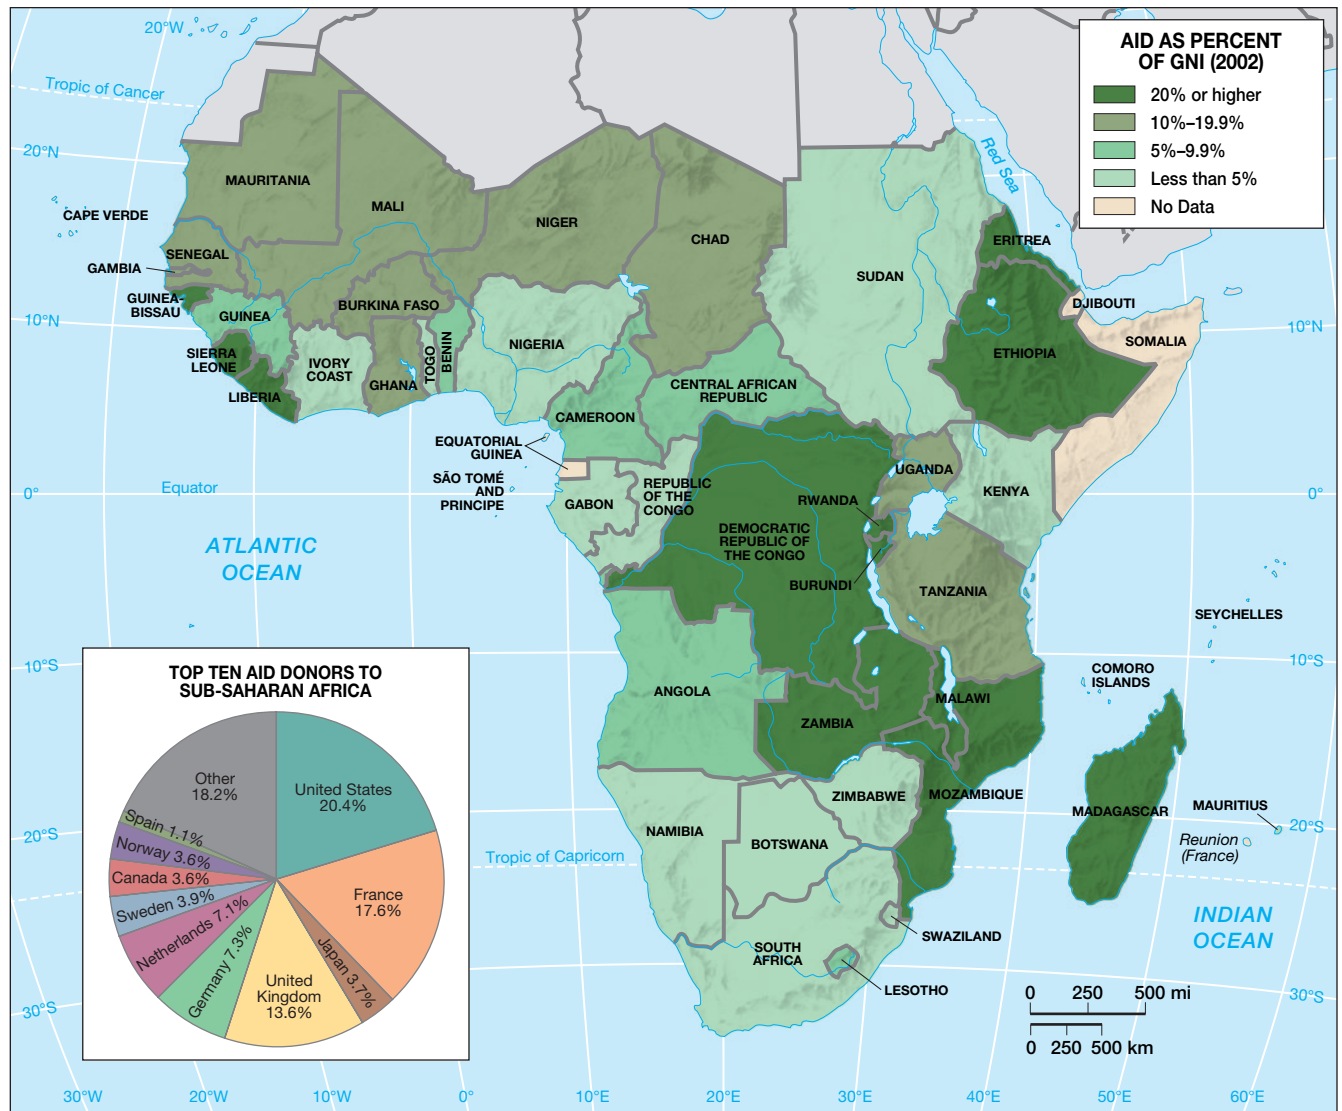 20°W
Tropic of Cancer
20°N
10°N
0°
10°S
20°S
30°S
AID AS PERCENT
OF GNI (2002)
20% or higher
10%–19.9%
5%–9.9%
Less than 5%
No Data
Red Sea
MAURITANIA
MALI
NIGER
CHAD
SUDAN
ERITREA
CAPE VERDE
SENEGAL
GAMBIA
GUINEA-
BISSAU
GUINEA
BURKINA FASO
SIERRA
LEONE
LIBERIA
IVORY
COAST
GHANA
TOGO
BENIN
NIGERIA
DJIBOUTI
SOMALIA
ETHIOPIA
10°N
CENTRAL AFRICAN
REPUBLIC
CAMEROON
EQUATORIAL
GUINEA
SÃO TOMÉ
AND
PRINCIPE
GABON
REPUBLIC
OF THE
CONGO
UGANDA
KENYA
RWANDA
DEMOCRATIC
REPUBLIC OF
THE CONGO
BURUNDI
TANZANIA
Equator
0°
ATLANTIC
OCEAN
SEYCHELLES
COMORO
ISLANDS
10°S
ANGOLA
ZAMBIA
MALAWI
ZIMBABWE
MOZAMBIQUE
MADAGASCAR
MAURITIUS
Reunion
(France)
20°S
NAMIBIA
BOTSWANA
Tropic of Capricorn
SOUTH
AFRICA
SWAZILAND
LESOTHO
INDIAN
OCEAN
30°S
0 250 500 mi
0 250 500 km
TOP TEN AID DONORS TO
SUB-SAHARAN AFRICA
United States
20.4%
France
17.6%
Japan 3.7%
United
Kingdom
13.6%
Germany 7.3%
Netherlands 7.1%
Sweden 3.9%
Canada 3.6%
Norway 3.6%
Spain 1.1%
Other
18.2%
30°W
20°W
10°W
0°
10°E
20°E
30°E
40°E
50°E
60°E